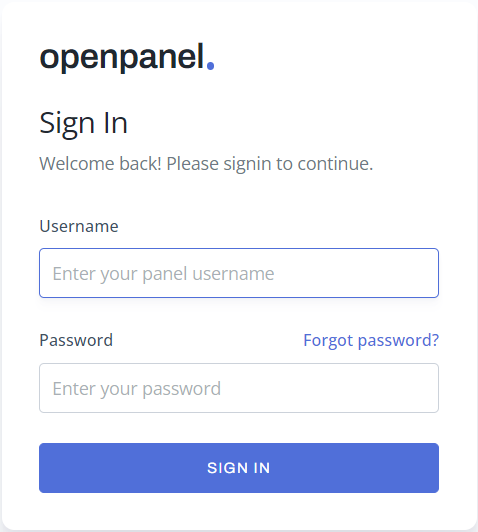 openpanel.
Sign In
Welcome back! Please signin to continue.
Username
Enter your panel username
Password Forgot password?
Enter your password
SIGN IN